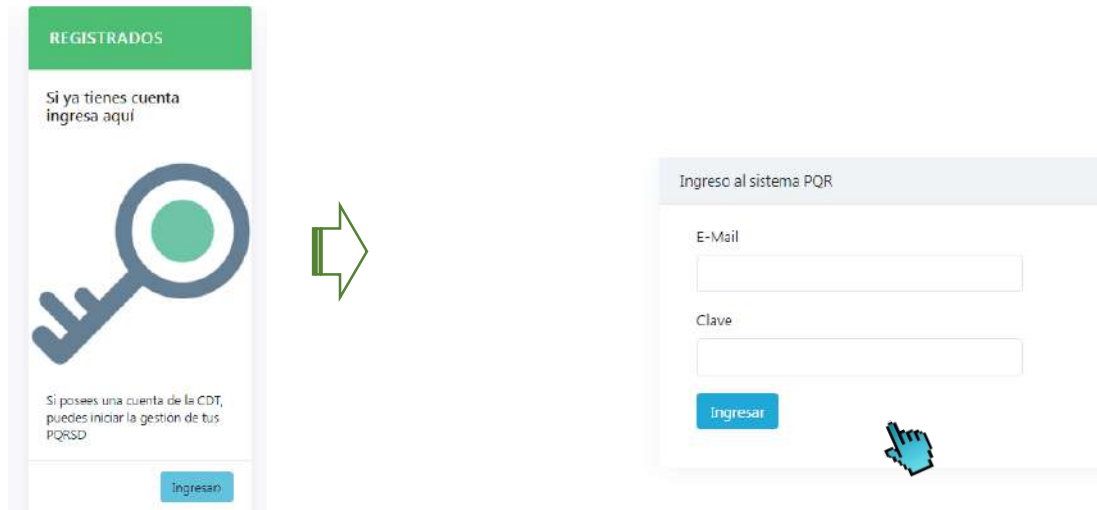 REGISTRADOS
Si ya tienes cuenta
ingresa aquí
Si posees una cuenta de la CDT,
puedes iniciar la gestión de tus
PQRSD
Ingresar
Ingreso al sistema PQR
E-Mail
Clave
Ingresar